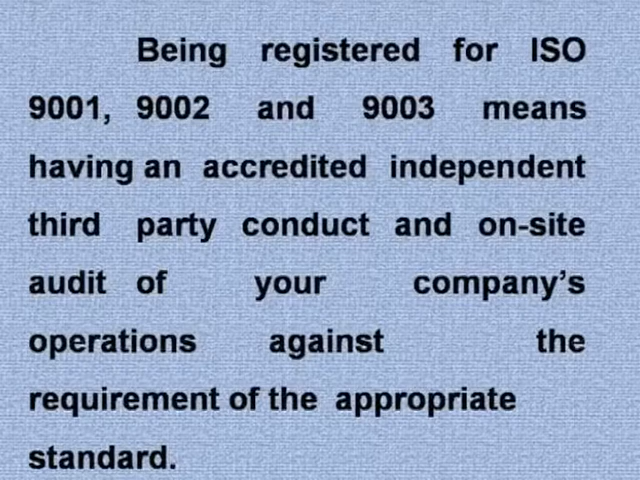 Being registered for ISO
9001, 9002 and 9003 means
having an accredited independent
third party conduct and on-site
audit of your company’s
operations against the
requirement of the appropriate
standard.